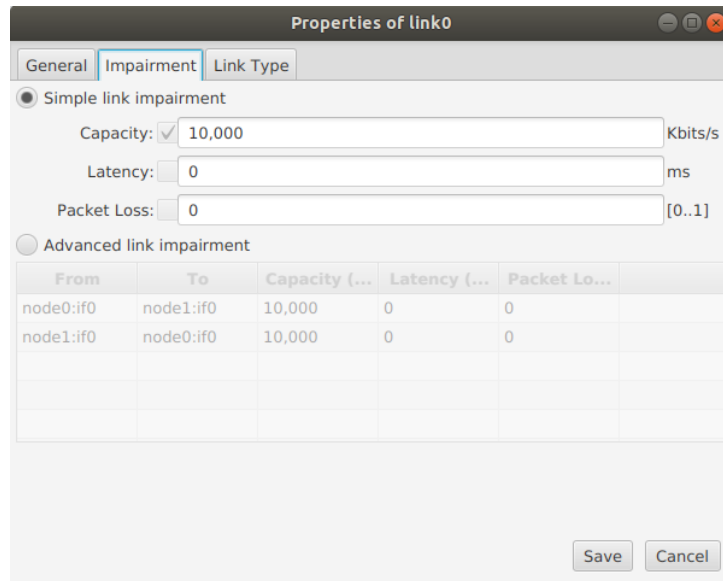 Properties of link0
General Impairment Link Type
Simple link impairment
Capacity: 10,000 Kbits/s
Latency: 0 ms
Packet Loss: 0 [0..1]
Advanced link impairment
From To Capacity (... Latency (... Packet Lo...
node0:if0 node1:if0 10,000 0 0
node1:if0 node0:if0 10,000 0 0
Save Cancel